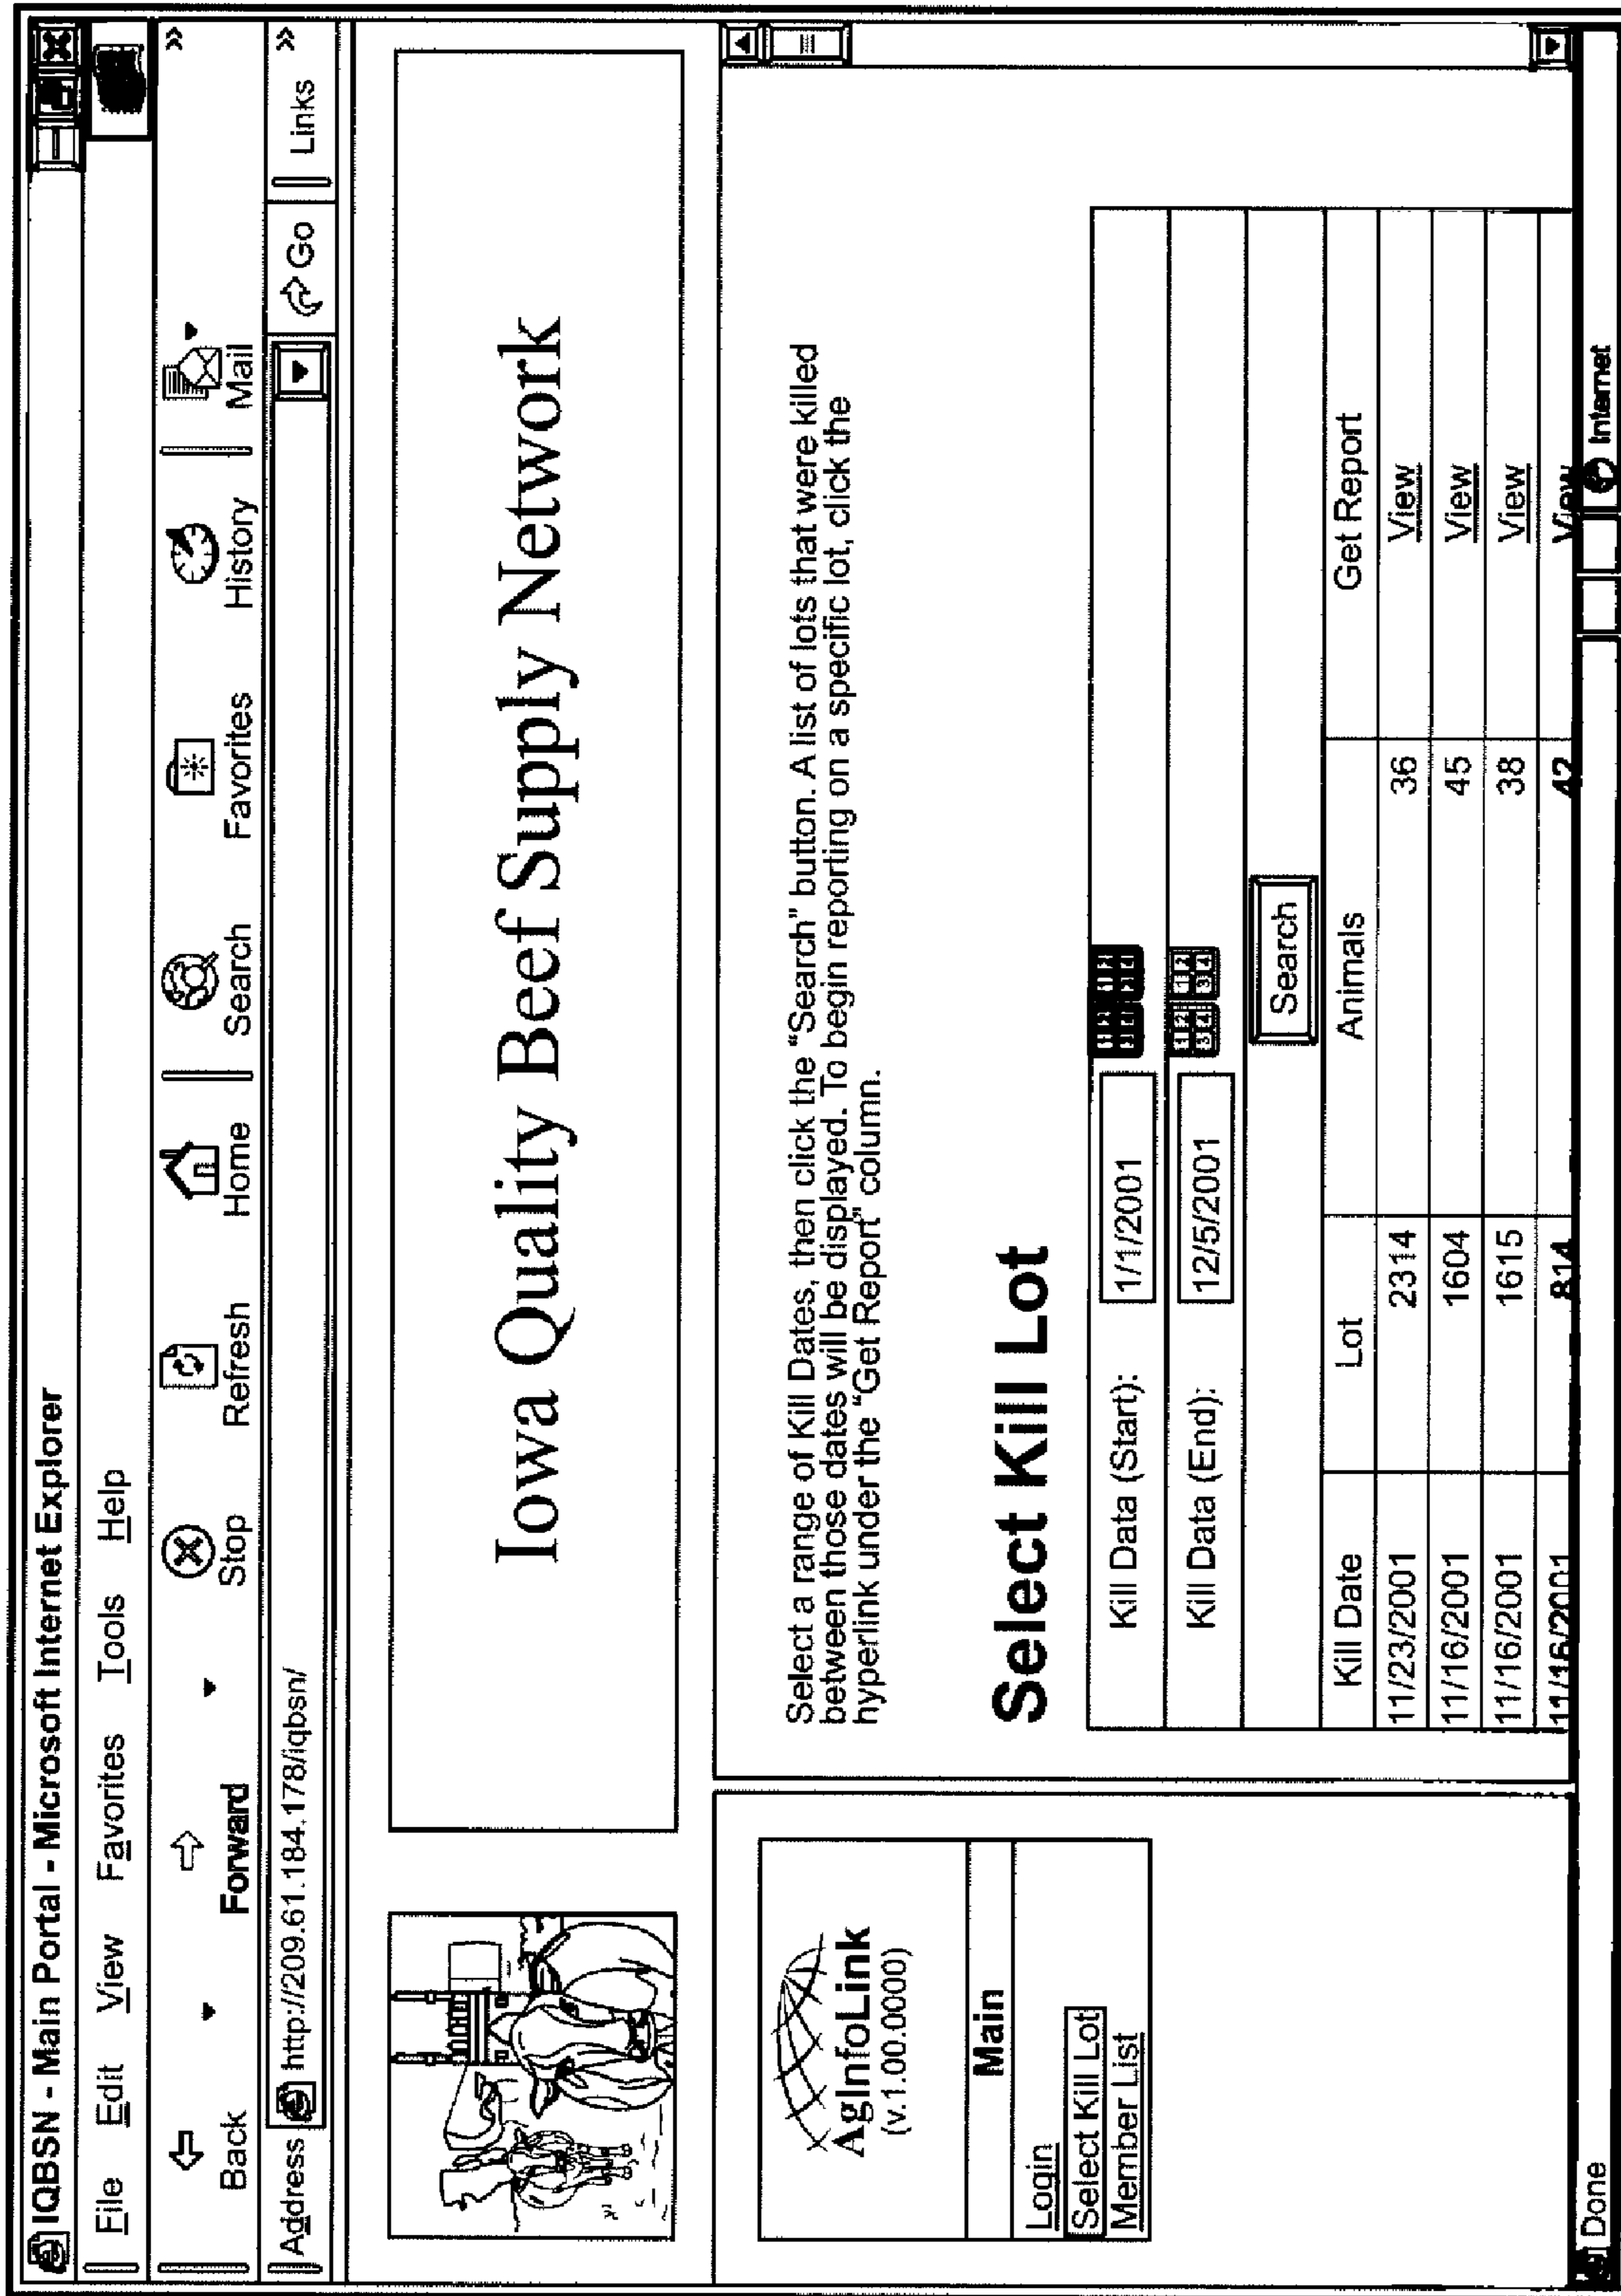 IQBSN - Main Portal - Microsoft Internet Explorer
File Edit View Favorites Tools Help
Back Forward Stop Refresh Home Search Favorites History Mail »
Address http://209.61.184.178/iqbsn/ Go Links »
Iowa Quality Beef Supply Network
AgInfoLink
(v.1.00.0000)
Main
Login
Select Kill Lot
Member List
Select a range of Kill Dates, then click the "Search" button. A list of lots that were killed
between those dates will be displayed. To begin reporting on a specific lot, click the
hyperlink under the "Get Report" column.
Select Kill Lot
Kill Data (Start): 1/1/2001
Kill Data (End): 12/5/2001
Search
Kill Date Lot Animals Get Report
11/23/2001 2314 36 View
11/16/2001 1604 45 View
11/16/2001 1615 38 View
11/16/2001 814 42 View
Done Internet